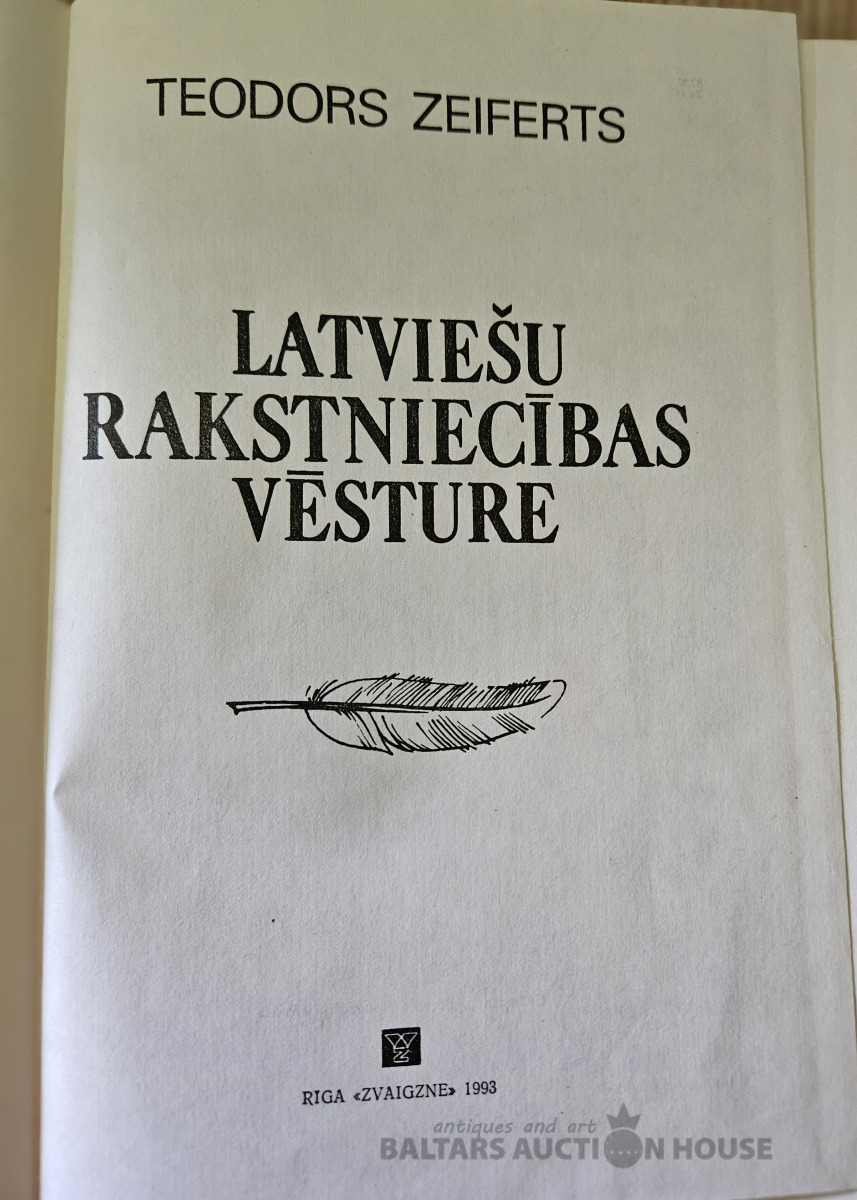 TEODORS ZEIFERTS
LATVIEŠU
RAKSTNIECĪBAS
VĒSTURE
RIGA «ZVAIGZNE» 1993
antiques and art
BALTARS AUCTION HOUSE